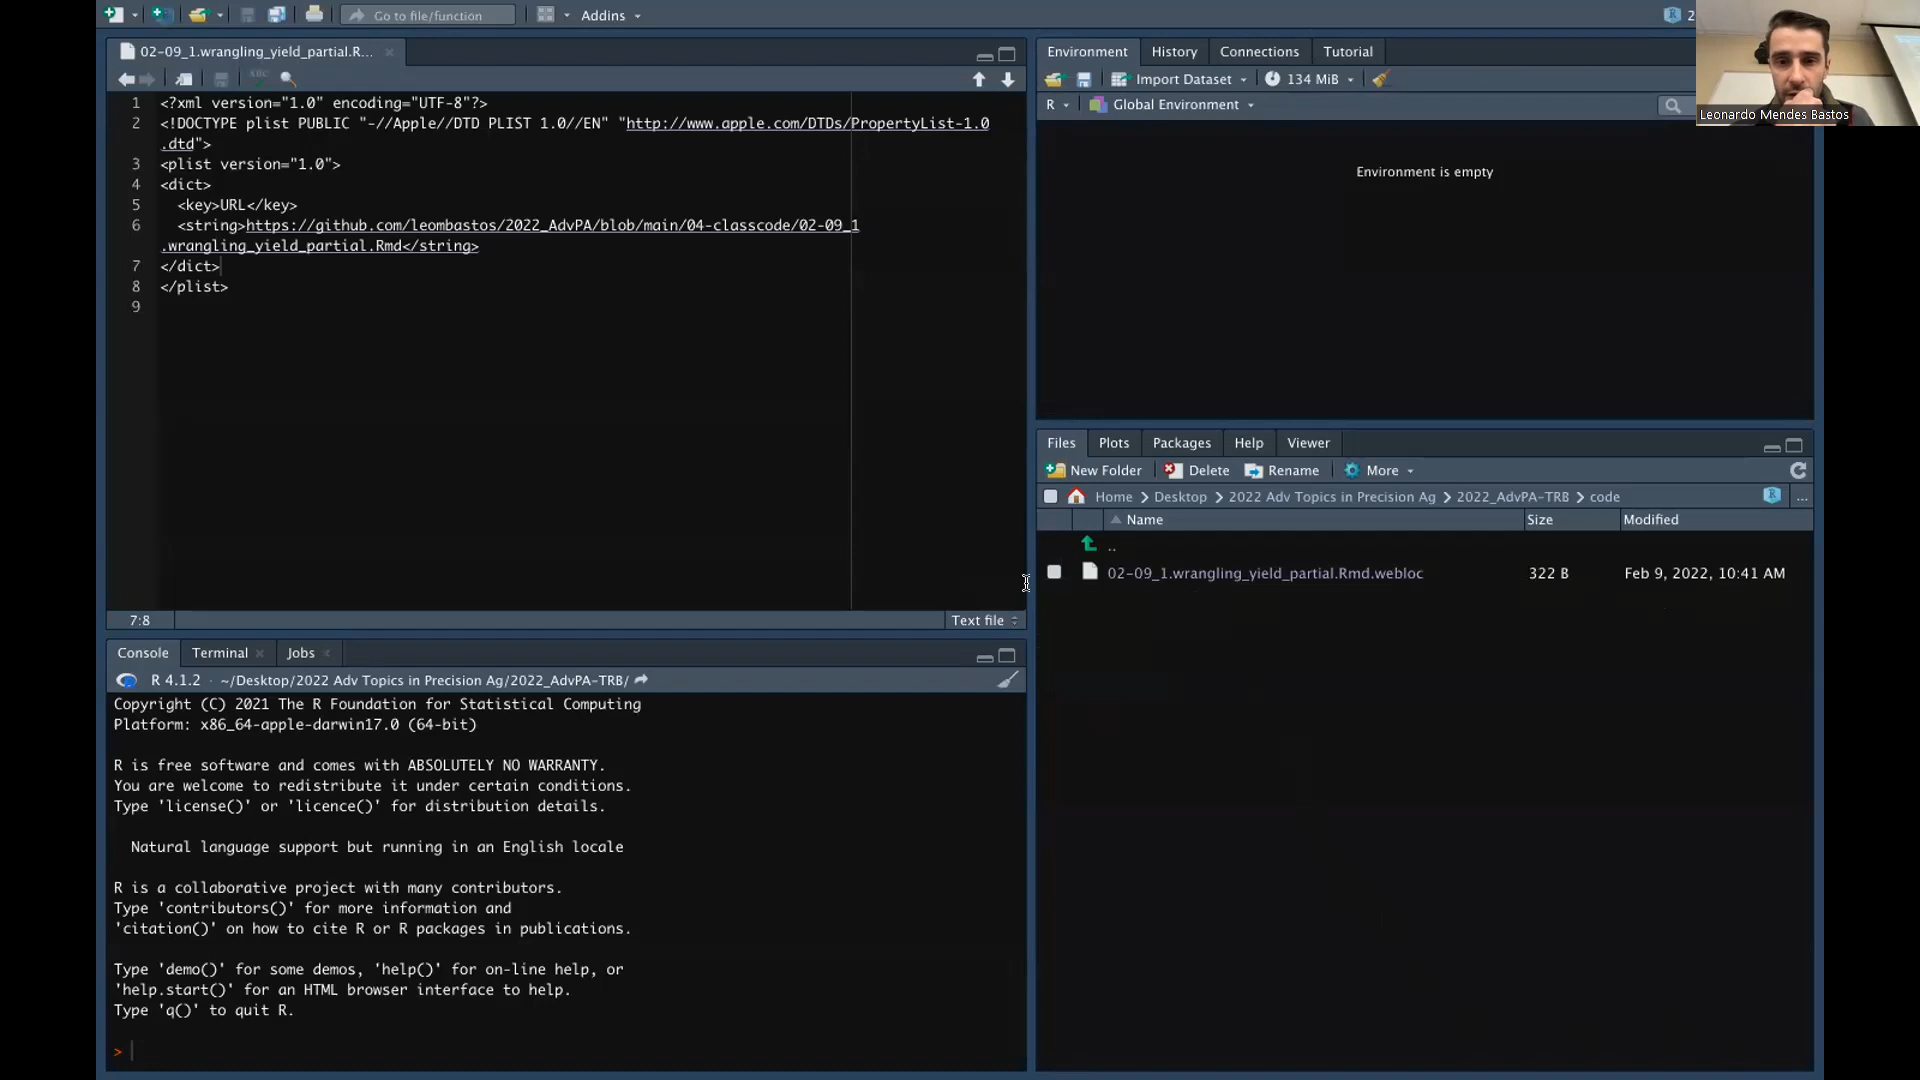 Go to file/function
Addins
2
02-09_1.wrangling_yield_partial.R...
1 <?xml version="1.0" encoding="UTF-8"?>
2 <!DOCTYPE plist PUBLIC "-//Apple//DTD PLIST 1.0//EN" "http://www.apple.com/DTDs/PropertyList-1.0
.dtd">
3 <plist version="1.0">
4 <dict>
5 <key>URL</key>
6 <string>https://github.com/leombastos/2022_AdvPA/blob/main/04-classcode/02-09_1
.wrangling_yield_partial.Rmd</string>
7 </dict>
8 </plist>
9
7:8
Text file
Console Terminal Jobs
R 4.1.2 · ~/Desktop/2022 Adv Topics in Precision Ag/2022_AdvPA-TRB/
Copyright (C) 2021 The R Foundation for Statistical Computing
Platform: x86_64-apple-darwin17.0 (64-bit)
R is free software and comes with ABSOLUTELY NO WARRANTY.
You are welcome to redistribute it under certain conditions.
Type 'license()' or 'licence()' for distribution details.
Natural language support but running in an English locale
R is a collaborative project with many contributors.
Type 'contributors()' for more information and
'citation()' on how to cite R or R packages in publications.
Type 'demo()' for some demos, 'help()' for on-line help, or
'help.start()' for an HTML browser interface to help.
Type 'q()' to quit R.
>
Environment History Connections Tutorial
Import Dataset 134 MiB
R Global Environment
Environment is empty
Leonardo Mendes Bastos
Files Plots Packages Help Viewer
New Folder Delete Rename More
Home Desktop 2022 Adv Topics in Precision Ag 2022_AdvPA-TRB code ...
Name Size Modified
..
02-09_1.wrangling_yield_partial.Rmd.webloc 322 B Feb 9, 2022, 10:41 AM